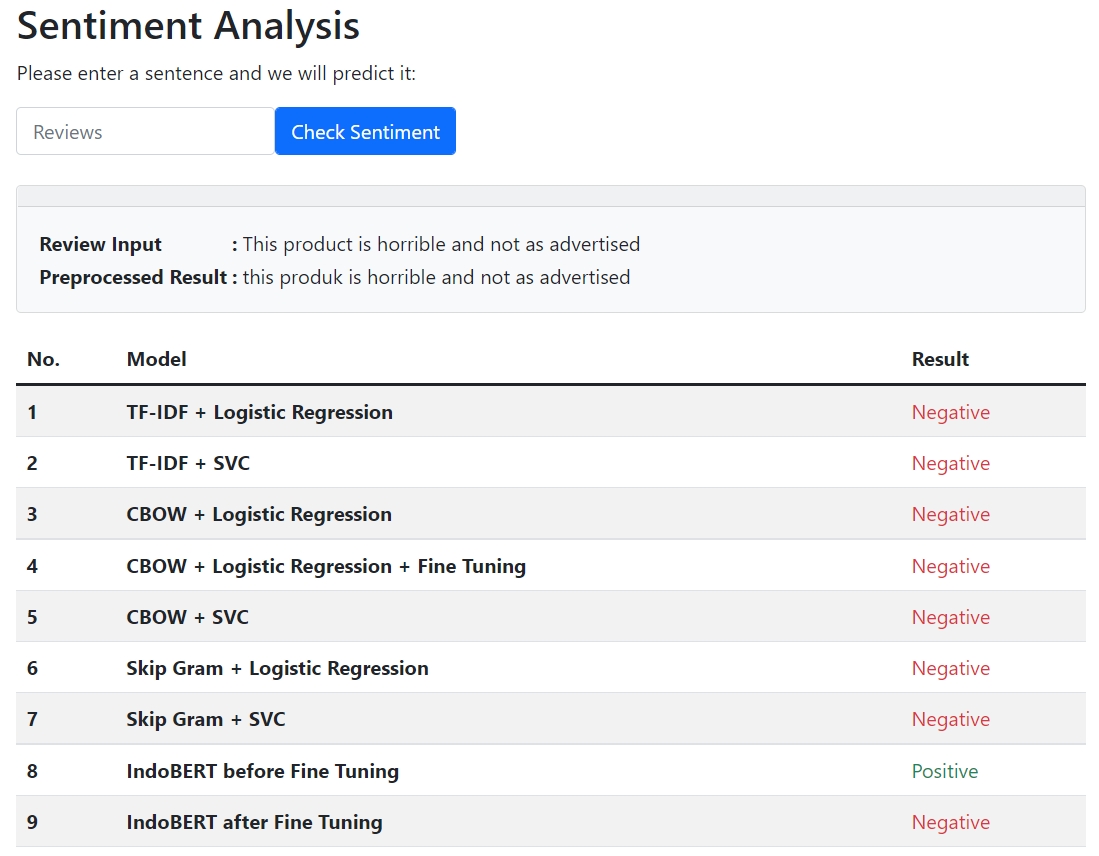 Sentiment Analysis
Please enter a sentence and we will predict it:
Reviews Check Sentiment
Review Input : This product is horrible and not as advertised
Preprocessed Result : this produk is horrible and not as advertised
No. Model Result
1 TF-IDF + Logistic Regression Negative
2 TF-IDF + SVC Negative
3 CBOW + Logistic Regression Negative
4 CBOW + Logistic Regression + Fine Tuning Negative
5 CBOW + SVC Negative
6 Skip Gram + Logistic Regression Negative
7 Skip Gram + SVC Negative
8 IndoBERT before Fine Tuning Positive
9 IndoBERT after Fine Tuning Negative